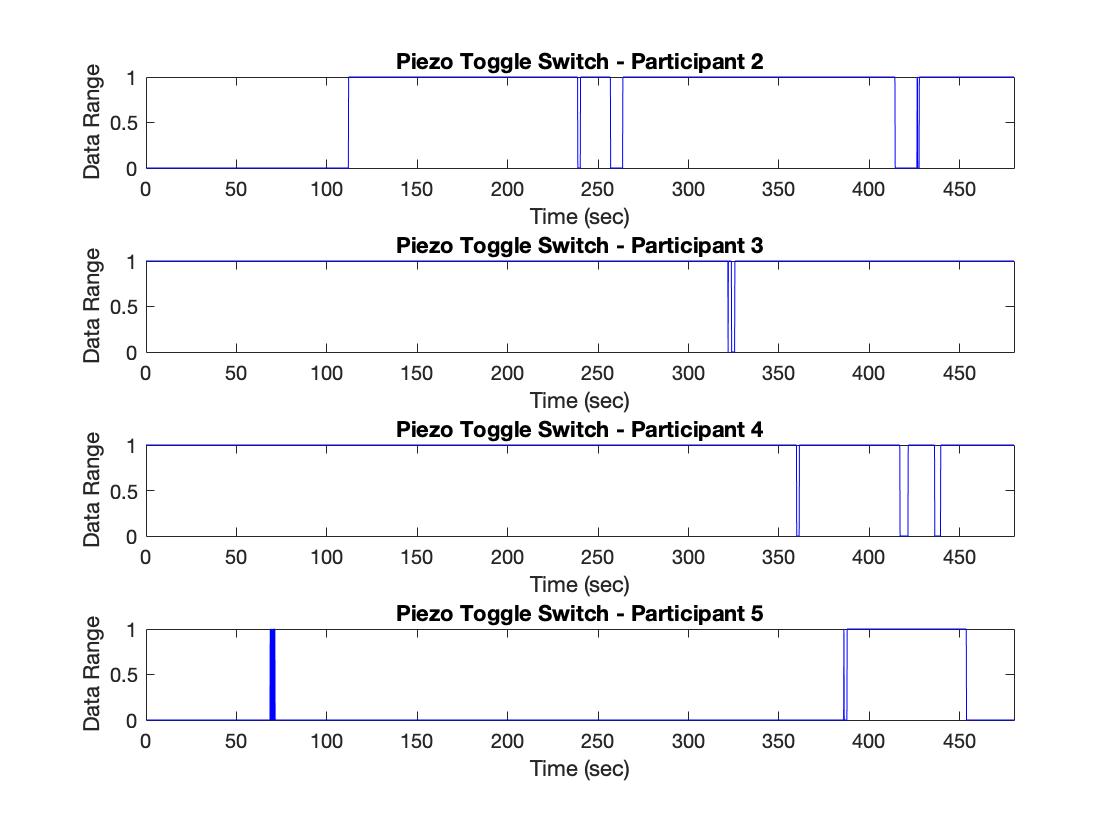 Piezo Toggle Switch - Participant 2
Data Range
1
0.5
0
0 50 100 150 200 250 300 350 400 450
Time (sec)
Piezo Toggle Switch - Participant 3
Data Range
1
0.5
0
0 50 100 150 200 250 300 350 400 450
Time (sec)
Piezo Toggle Switch - Participant 4
Data Range
1
0.5
0
0 50 100 150 200 250 300 350 400 450
Time (sec)
Piezo Toggle Switch - Participant 5
Data Range
1
0.5
0
0 50 100 150 200 250 300 350 400 450
Time (sec)